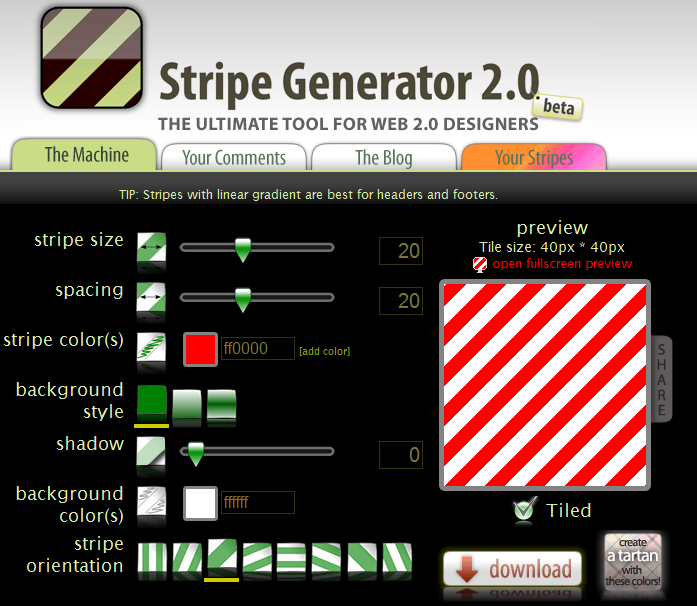 Stripe Generator 2.0
beta
THE ULTIMATE TOOL FOR WEB 2.0 DESIGNERS
The Machine
Your Comments
The Blog
Your Stripes
TIP: Stripes with linear gradient are best for headers and footers.
stripe size
20
spacing
20
stripe color(s)
ff0000
[add color]
background
style
shadow
0
background
color(s)
ffffff
stripe
orientation
preview
Tile size: 40px * 40px
open fullscreen preview
SHARE
Tiled
download
create
a tartan
with
these colors!